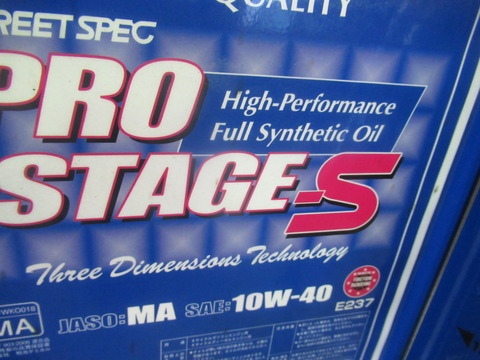 QUALITY
REET SPEC
PRO
High-Performance
Full Synthetic Oil
STAGE-S
Three Dimensions Technology
JASO:MA SAE:10W-40
E237
MA